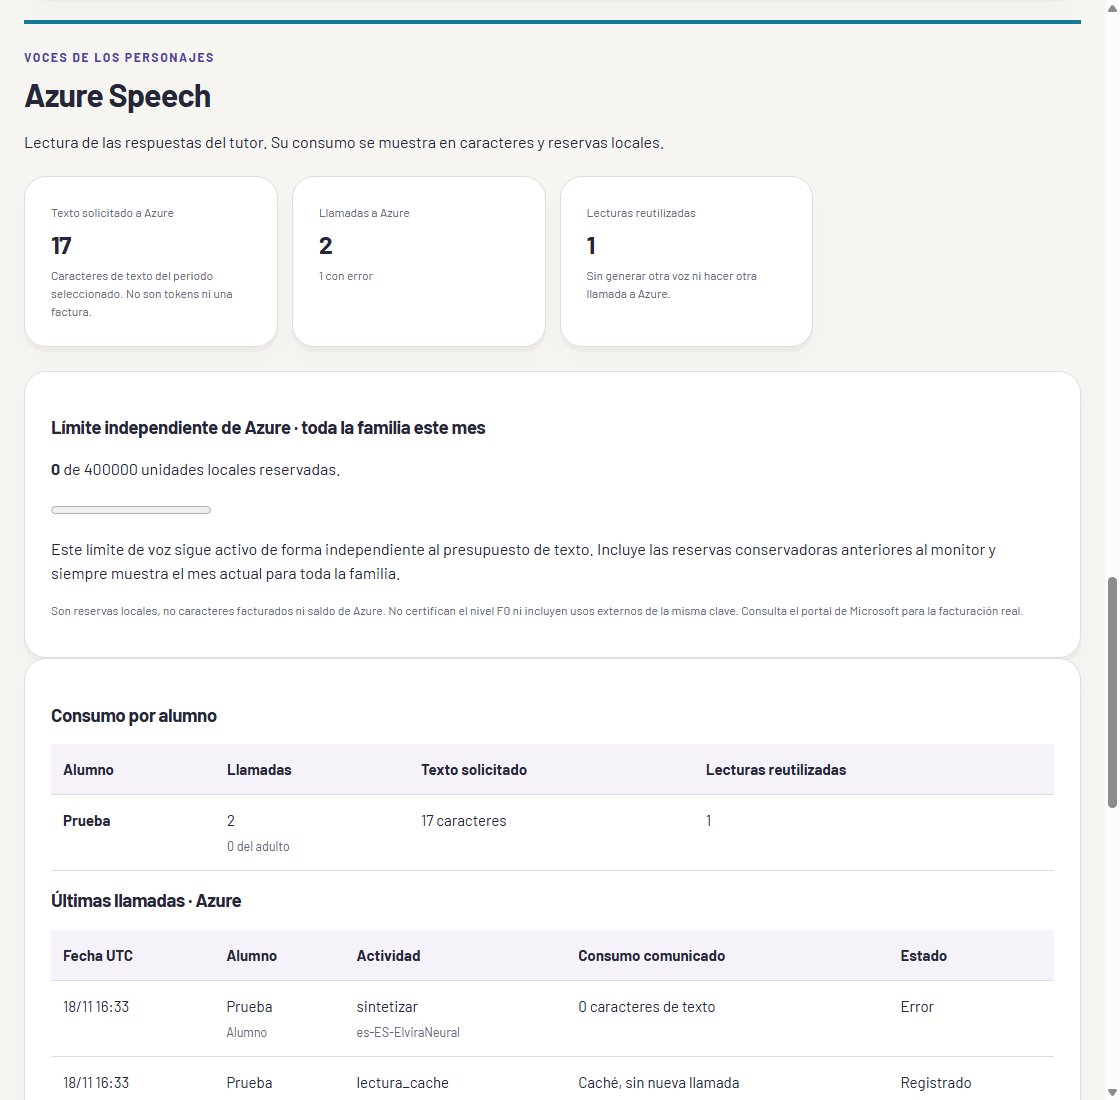 VOCES DE LOS PERSONAJES
Azure Speech
Lectura de las respuestas del tutor. Su consumo se muestra en caracteres y reservas locales.
Texto solicitado a Azure
17
Caracteres de texto del periodo
seleccionado. No son tokens ni una
factura.
Llamadas a Azure
2
1 con error
Lecturas reutilizadas
1
Sin generar otra voz ni hacer otra
llamada a Azure.
Límite independiente de Azure · toda la familia este mes
0 de 400000 unidades locales reservadas.
Este límite de voz sigue activo de forma independiente al presupuesto de texto. Incluye las reservas conservadoras anteriores al monitor y
siempre muestra el mes actual para toda la familia.
Son reservas locales, no caracteres facturados ni saldo de Azure. No certifican el nivel F0 ni incluyen usos externos de la misma clave. Consulta el portal de Microsoft para la facturación real.
Consumo por alumno
Alumno Llamadas Texto solicitado Lecturas reutilizadas
Prueba 2 17 caracteres 1
0 del adulto
Últimas llamadas · Azure
Fecha UTC Alumno Actividad Consumo comunicado Estado
18/11 16:33 Prueba sintetizar 0 caracteres de texto Error
Alumno es-ES-ElviraNeural
18/11 16:33 Prueba lectura_cache Caché, sin nueva llamada Registrado